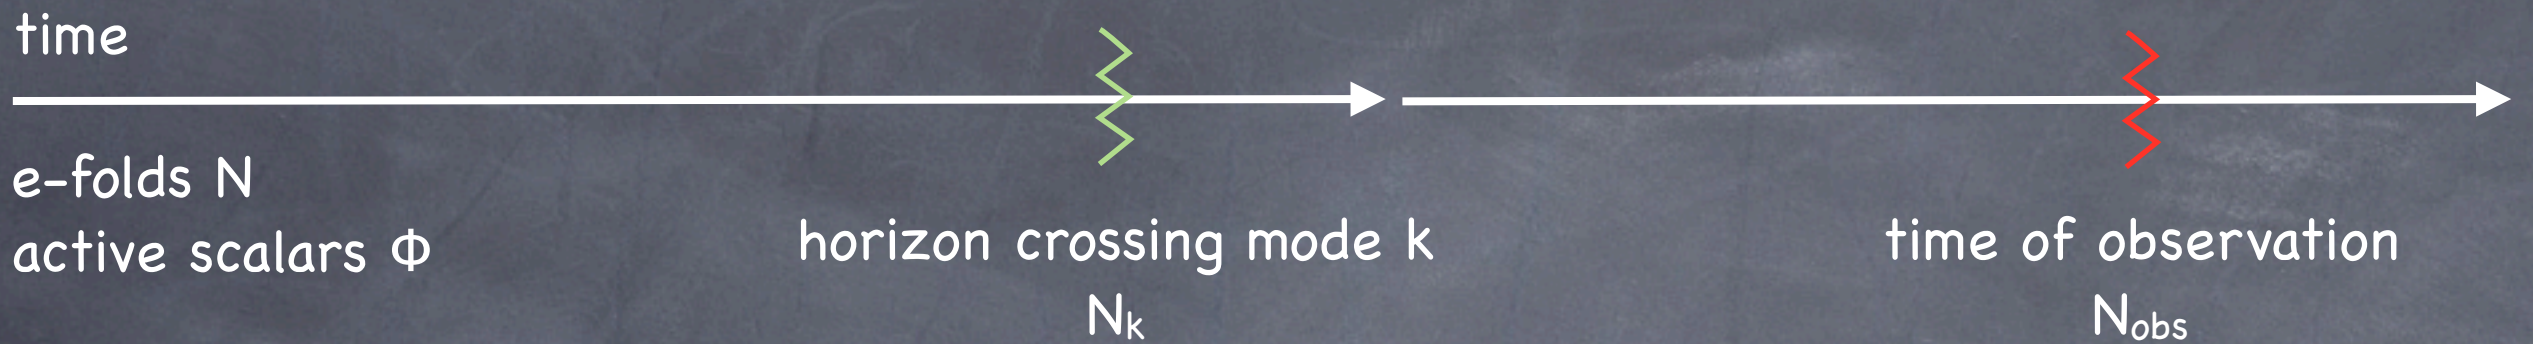 time
e-folds N
active scalars Φ
horizon crossing mode k
Nk
time of observation
Nobs